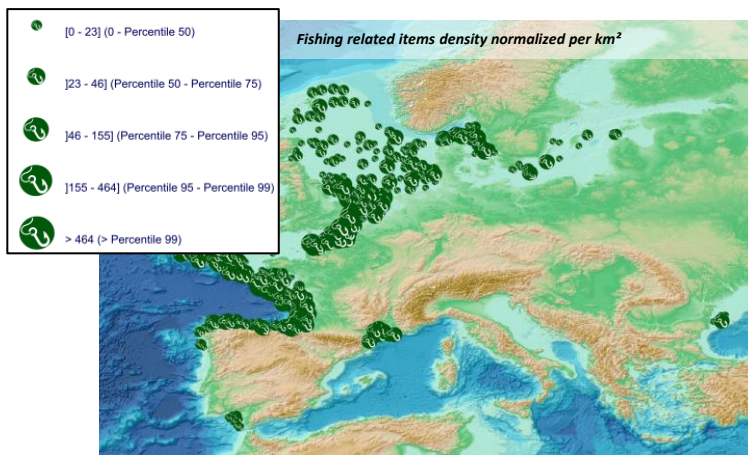 Fishing related items density normalized per km²
[0 - 23] (0 - Percentile 50)
]23 - 46] (Percentile 50 - Percentile 75)
]46 - 155] (Percentile 75 - Percentile 95)
]155 - 464] (Percentile 95 - Percentile 99)
> 464 (> Percentile 99)